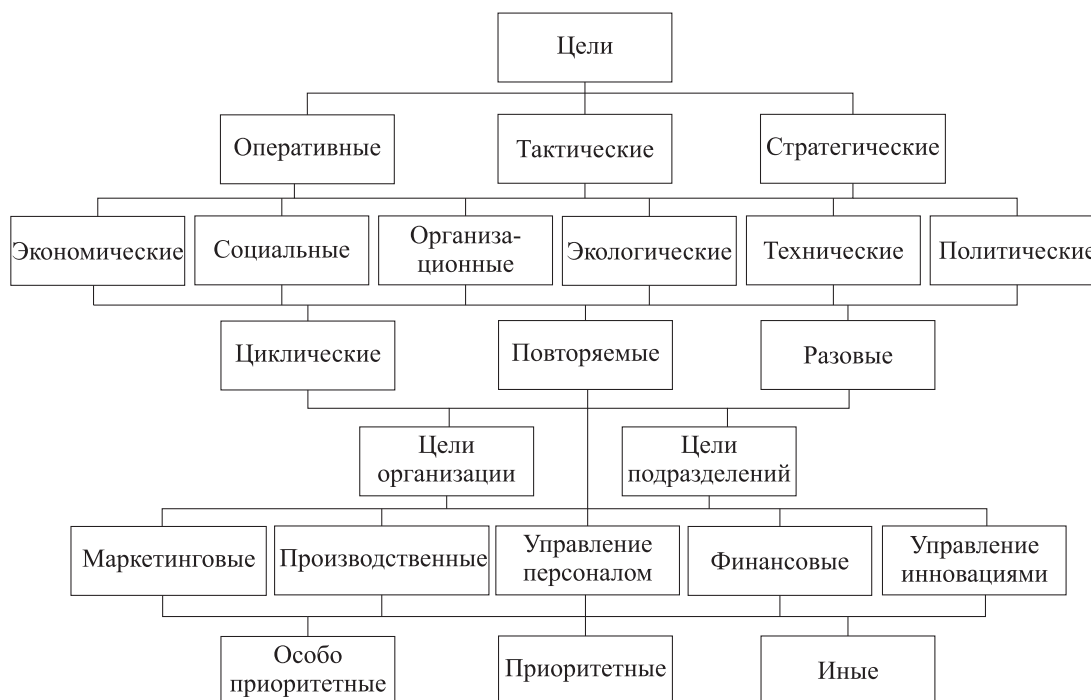 Цели
Оперативные
Тактические
Стратегические
Экономические
Социальные
Организа-
ционные
Экологические
Технические
Политические
Циклические
Повторяемые
Разовые
Цели
организации
Цели
подразделений
Маркетинговые
Производственные
Управление
персоналом
Финансовые
Управление
инновациями
Особо
приоритетные
Приоритетные
Иные